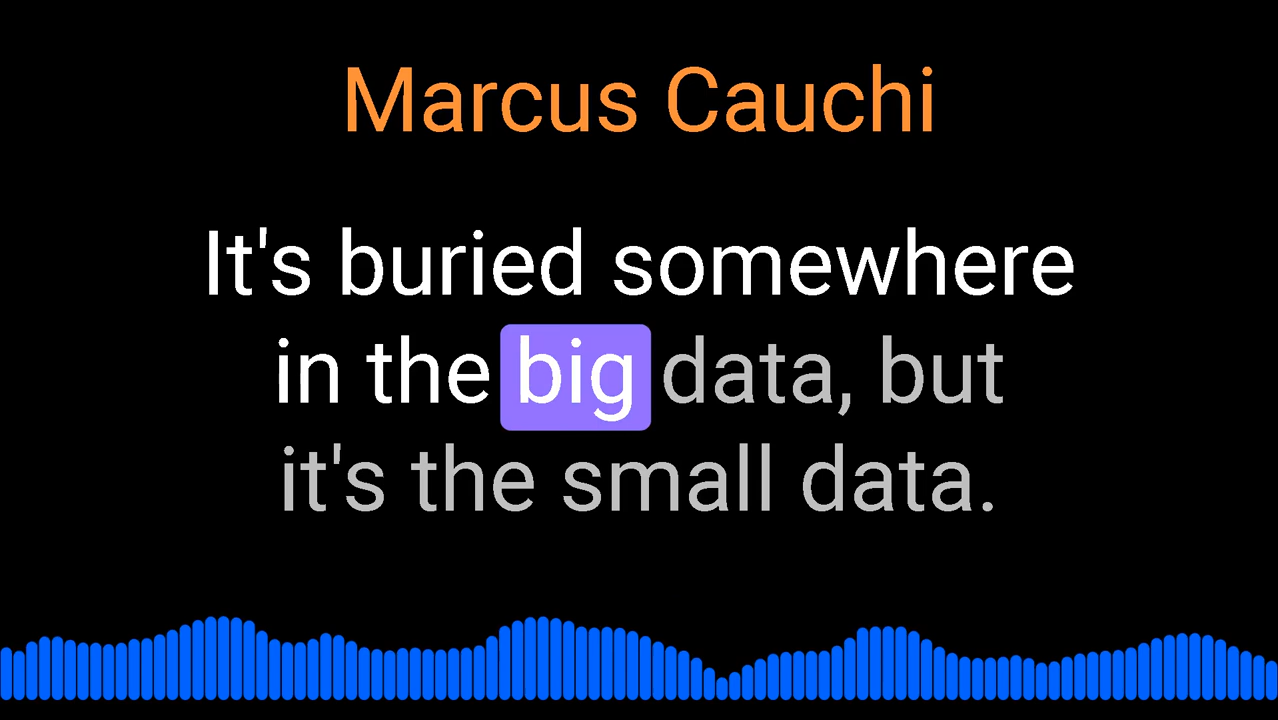 Marcus Cauchi
It's buried somewhere
in the big data, but
it's the small data.